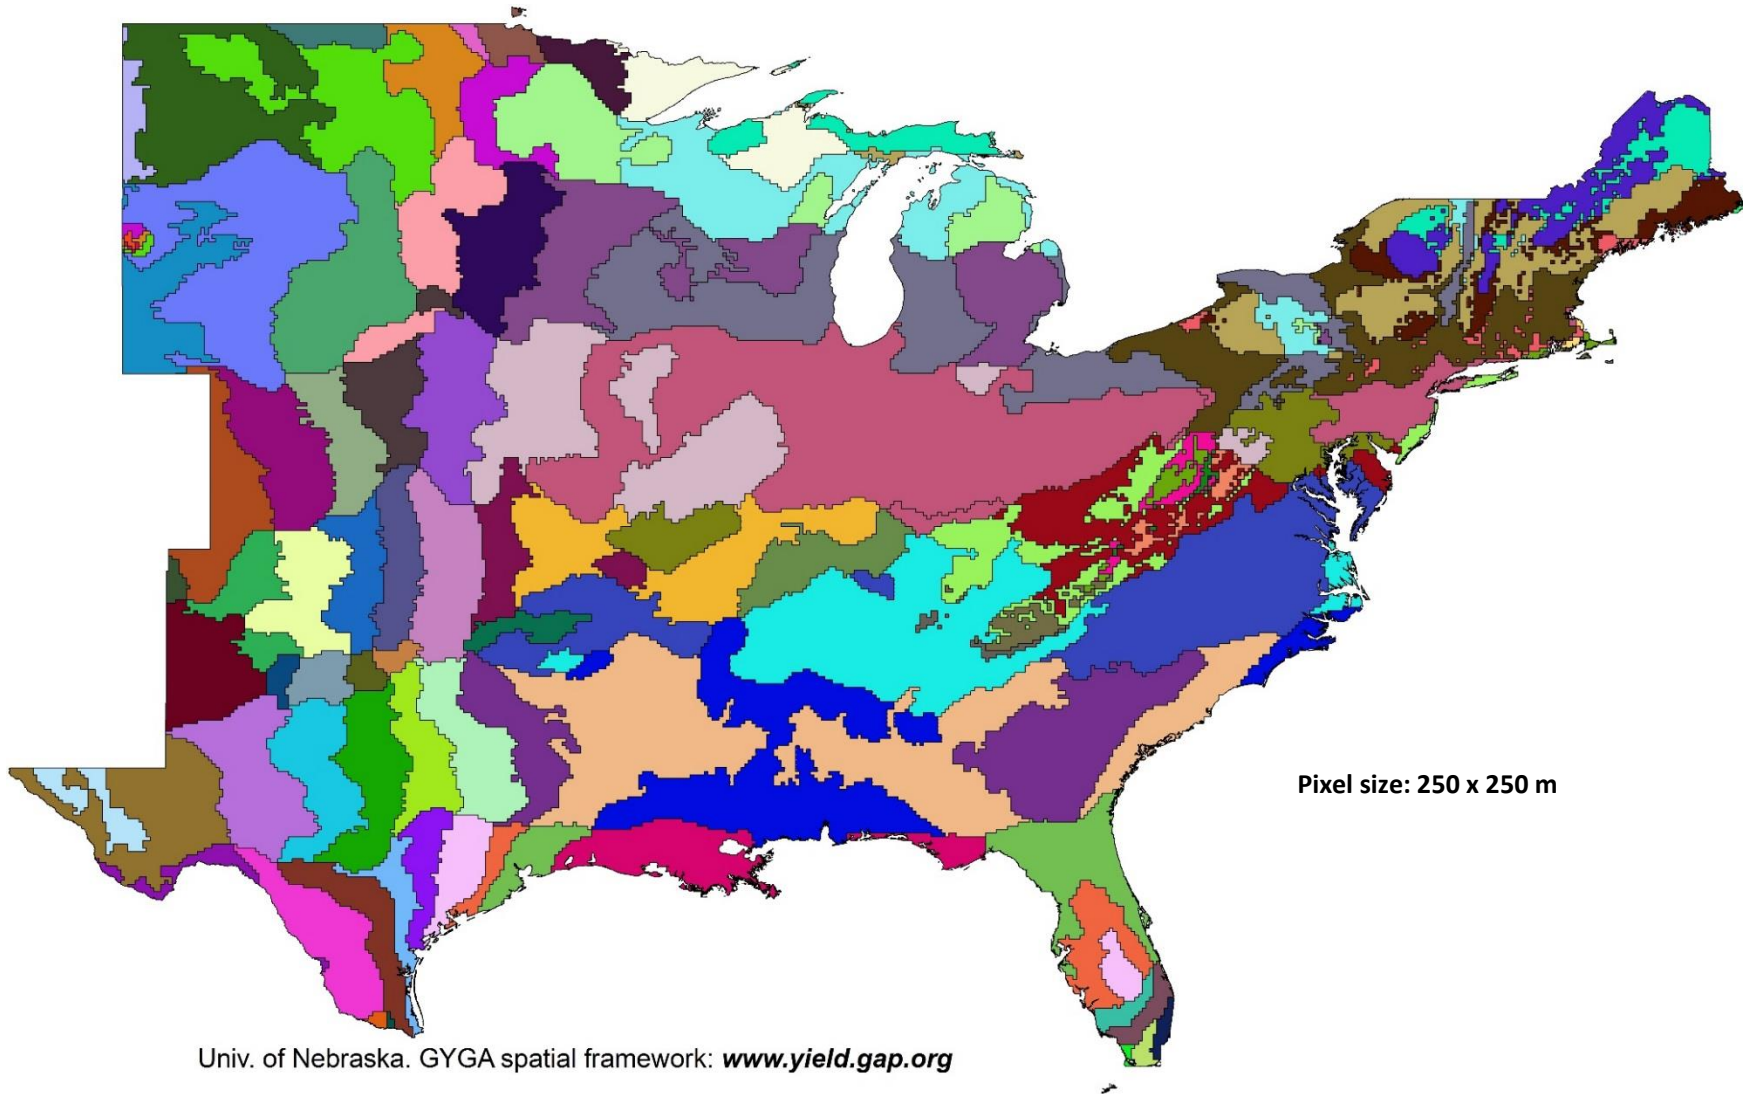 Pixel size: 250 x 250 m
Univ. of Nebraska. GYGA spatial framework: www.yield.gap.org